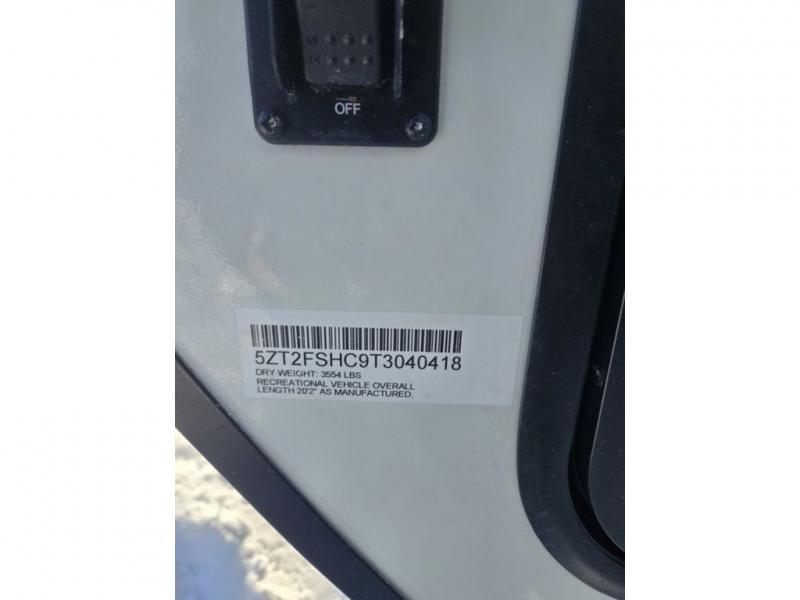 OFF
5ZT2FSHC9T3040418
DRY WEIGHT: 3554 LBS
RECREATIONAL VEHICLE OVERALL
LENGTH 20'2" AS MANUFACTURED.